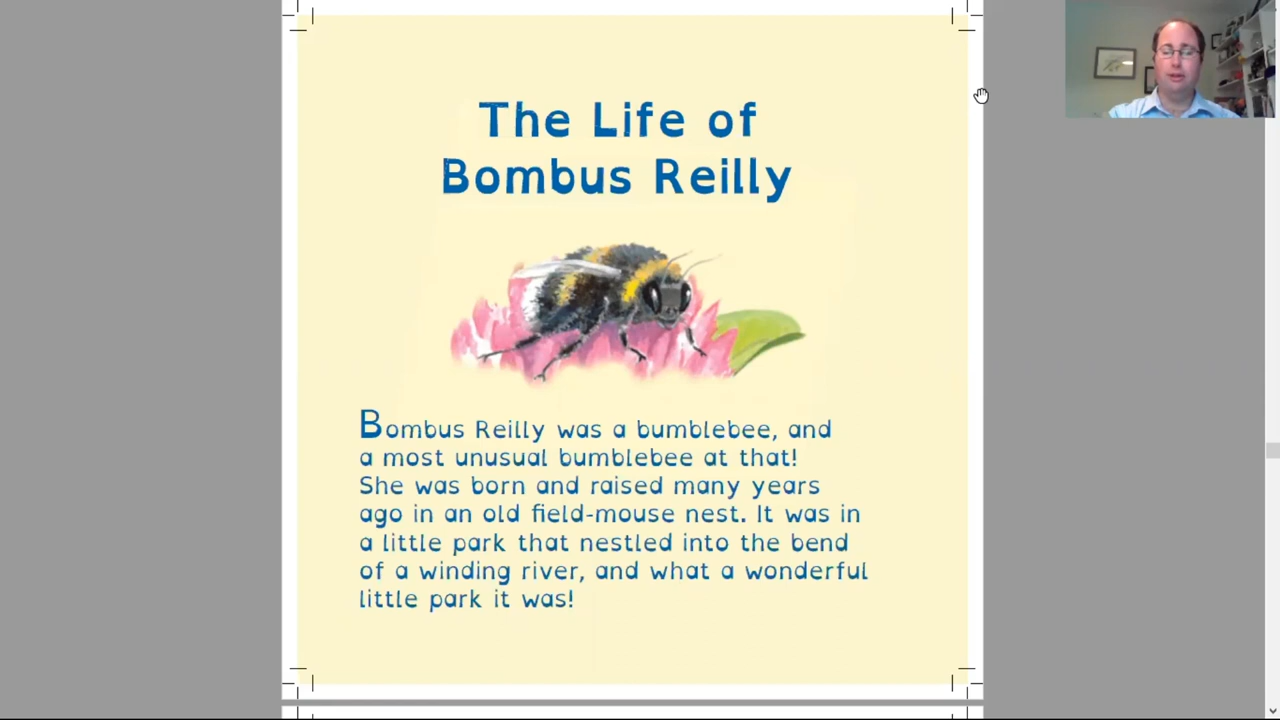 The Life of
Bombus Reilly
Bombus Reilly was a bumblebee, and
a most unusual bumblebee at that!
She was born and raised many years
ago in an old field-mouse nest. It was in
a little park that nestled into the bend
of a winding river, and what a wonderful
little park it was!